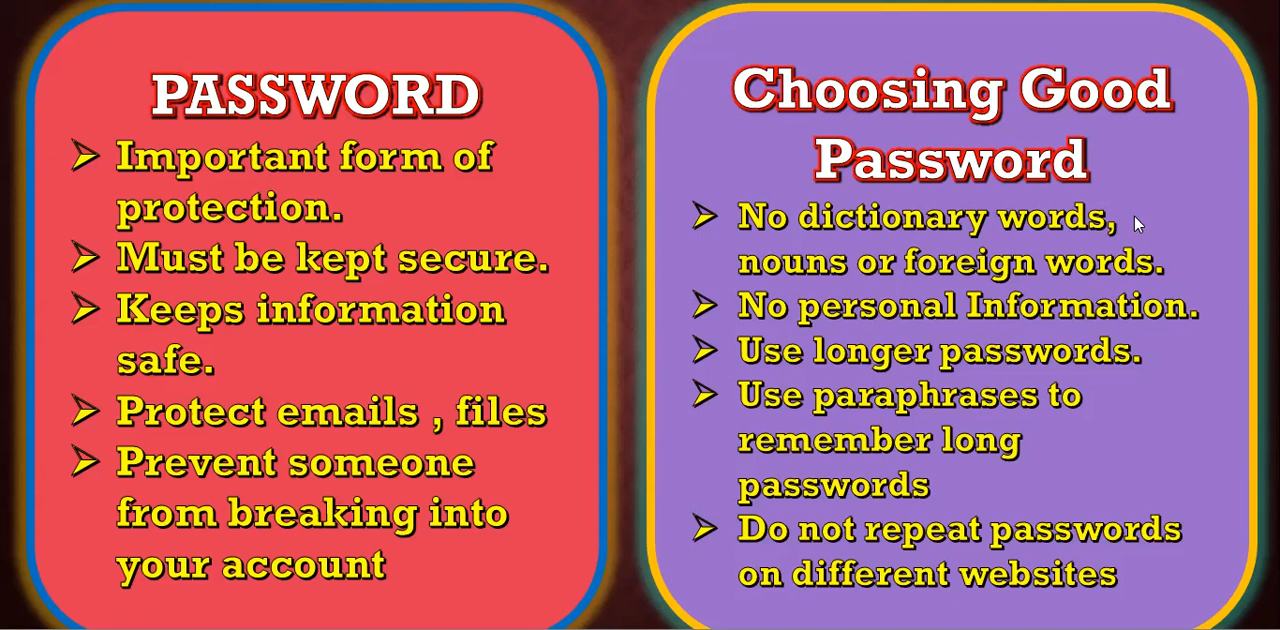 PASSWORD
➢ Important form of
protection.
➢ Must be kept secure.
➢ Keeps information
safe.
➢ Protect emails , files
➢ Prevent someone
from breaking into
your account
Choosing Good
Password
➢ No dictionary words,
nouns or foreign words.
➢ No personal Information.
➢ Use longer passwords.
➢ Use paraphrases to
remember long
passwords
➢ Do not repeat passwords
on different websites